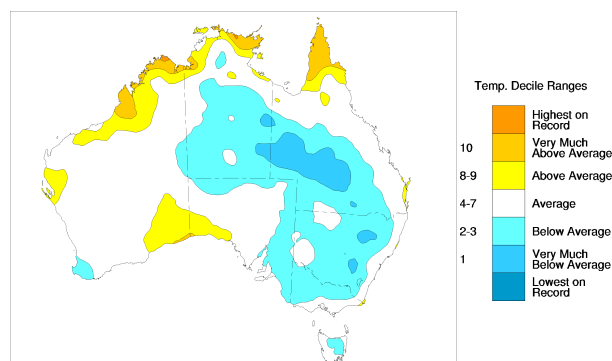 Temp. Decile Ranges
Highest on
Record
10
Very Much
Above Average
8-9
Above Average
4-7
Average
2-3
Below Average
1
Very Much
Below Average
Lowest on
Record